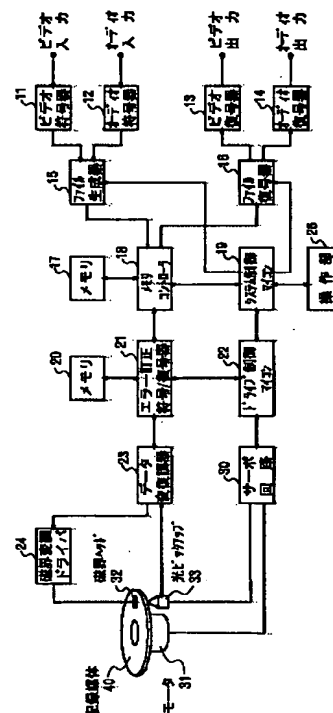 ビデオ
入力
オーディオ
入力
ビデオ
出力
オーディオ
出力
11
ビデオ
符号器
12
オーディオ
符号器
13
ビデオ
復号器
14
オーディオ
復号器
15
ファイル
生成器
16
ファイル
復号器
17
メモリ
18
メモリ
コントローラ
19
システム制御
マイコン
26
操作部
20
メモリ
21
エラー訂正
符号/復号器
22
ドライブ制御
マイコン
23
データ
変復調器
30
サーボ
回路
24
磁界変調
ドライバ
磁界ヘッド
32
光ピックアップ
33
記録媒体
40
モータ
31